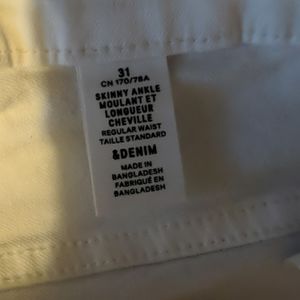 31
CN 170/78A
SKINNY ANKLE
MOULANT ET
LONGUEUR
CHEVILLE
REGULAR WAIST
TAILLE STANDARD
&DENIM
MADE IN
BANGLADESH
FABRIQUÉ EN
BANGLADESH